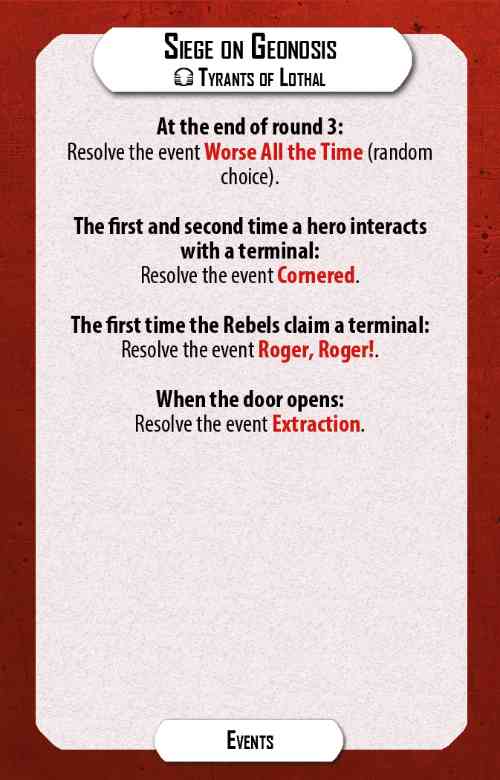 Siege on Geonosis
Tyrants of Lothal
At the end of round 3:
Resolve the event Worse All the Time (random
choice).
The first and second time a hero interacts
with a terminal:
Resolve the event Cornered.
The first time the Rebels claim a terminal:
Resolve the event Roger, Roger!.
When the door opens:
Resolve the event Extraction.
Events